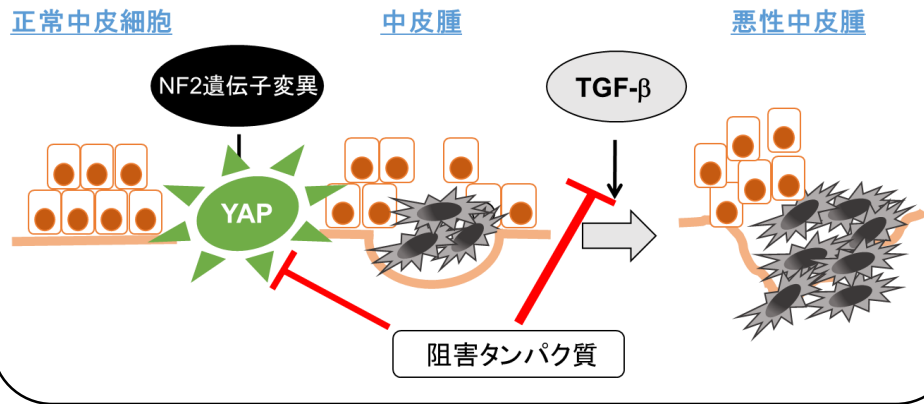 正常中皮細胞
中皮腫
悪性中皮腫
NF2遺伝子変異
TGF-β
YAP
阻害タンパク質